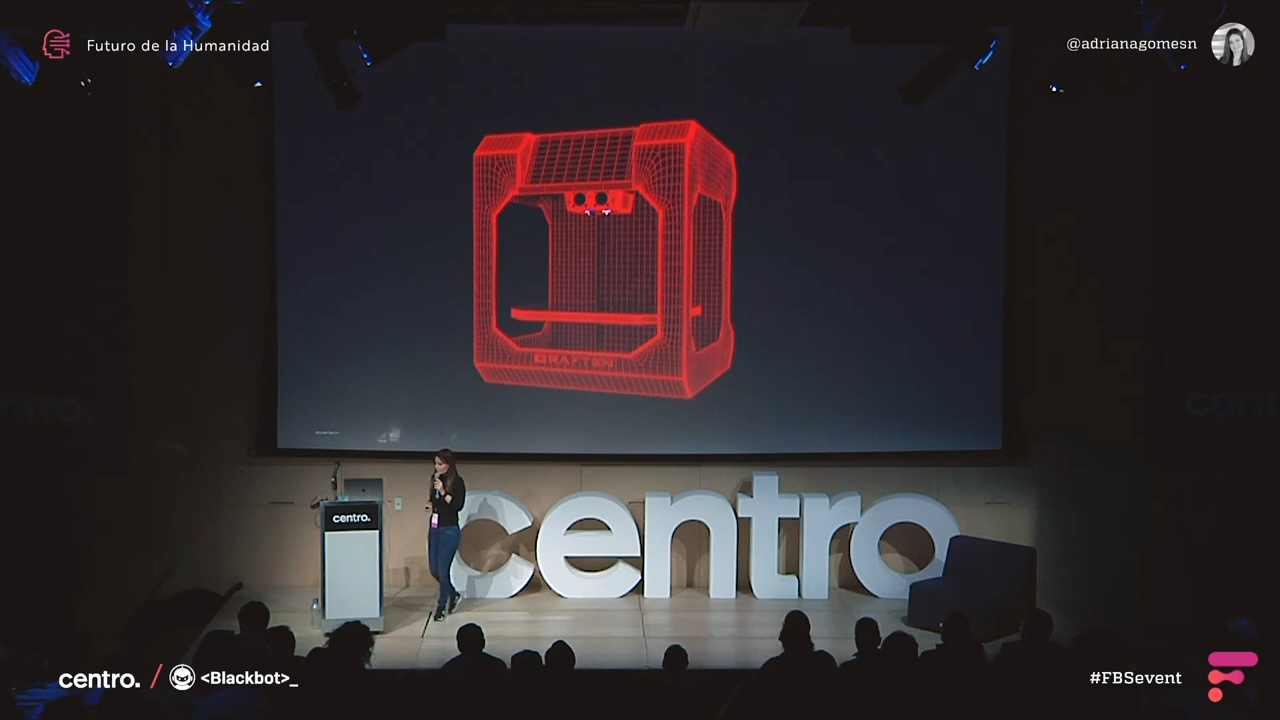 Futuro de la Humanidad
@adrianagomesn
centro.
centro
centro. / <Blackbot>_
#FBSevent